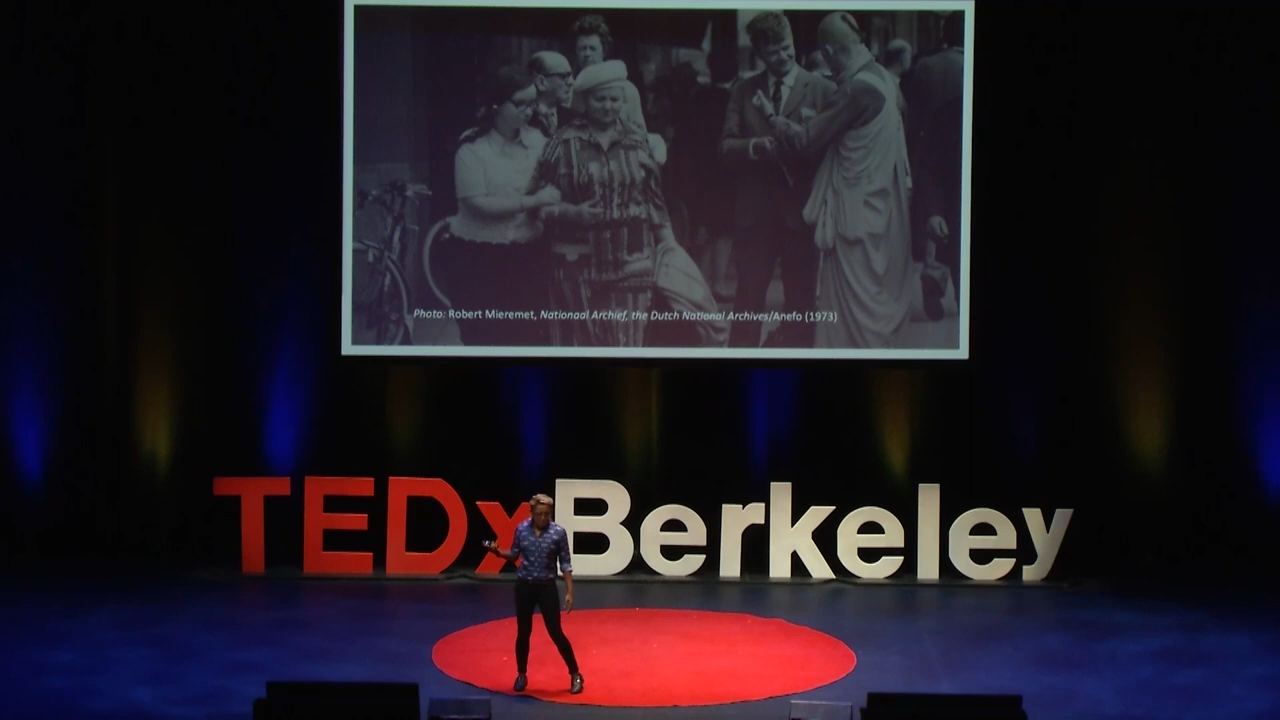 Photo: Robert Mieremet, Nationaal Archief, the Dutch National Archives/Anefo (1973)
TEDxBerkeley